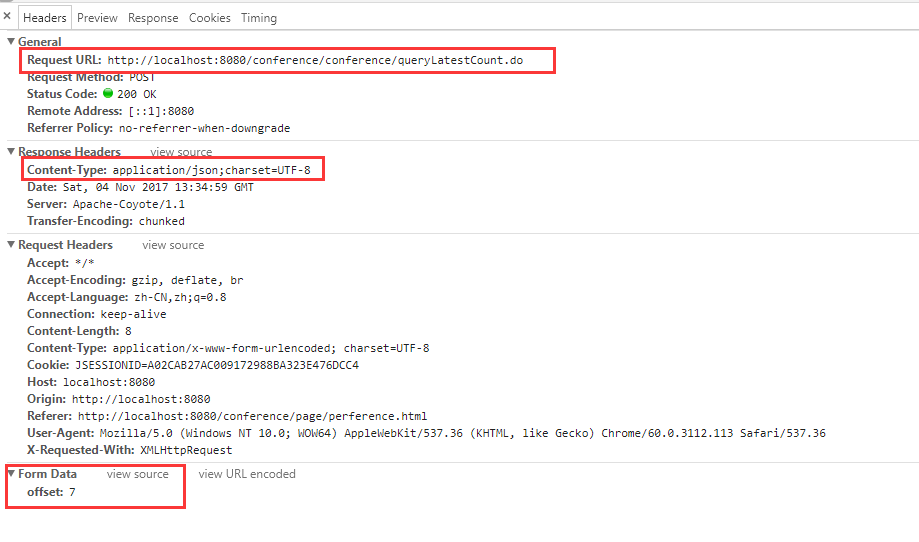 × Headers Preview Response Cookies Timing
▼ General
Request URL: http://localhost:8080/conference/conference/queryLatestCount.do
Request Method: POST
Status Code: 200 OK
Remote Address: [::1]:8080
Referrer Policy: no-referrer-when-downgrade
▼ Response Headers view source
Content-Type: application/json;charset=UTF-8
Date: Sat, 04 Nov 2017 13:34:59 GMT
Server: Apache-Coyote/1.1
Transfer-Encoding: chunked
▼ Request Headers view source
Accept: */*
Accept-Encoding: gzip, deflate, br
Accept-Language: zh-CN,zh;q=0.8
Connection: keep-alive
Content-Length: 8
Content-Type: application/x-www-form-urlencoded; charset=UTF-8
Cookie: JSESSIONID=A02CAB27AC009172988BA323E476DCC4
Host: localhost:8080
Origin: http://localhost:8080
Referer: http://localhost:8080/conference/page/perference.html
User-Agent: Mozilla/5.0 (Windows NT 10.0; WOW64) AppleWebKit/537.36 (KHTML, like Gecko) Chrome/60.0.3112.113 Safari/537.36
X-Requested-With: XMLHttpRequest
▼ Form Data view source view URL encoded
offset: 7